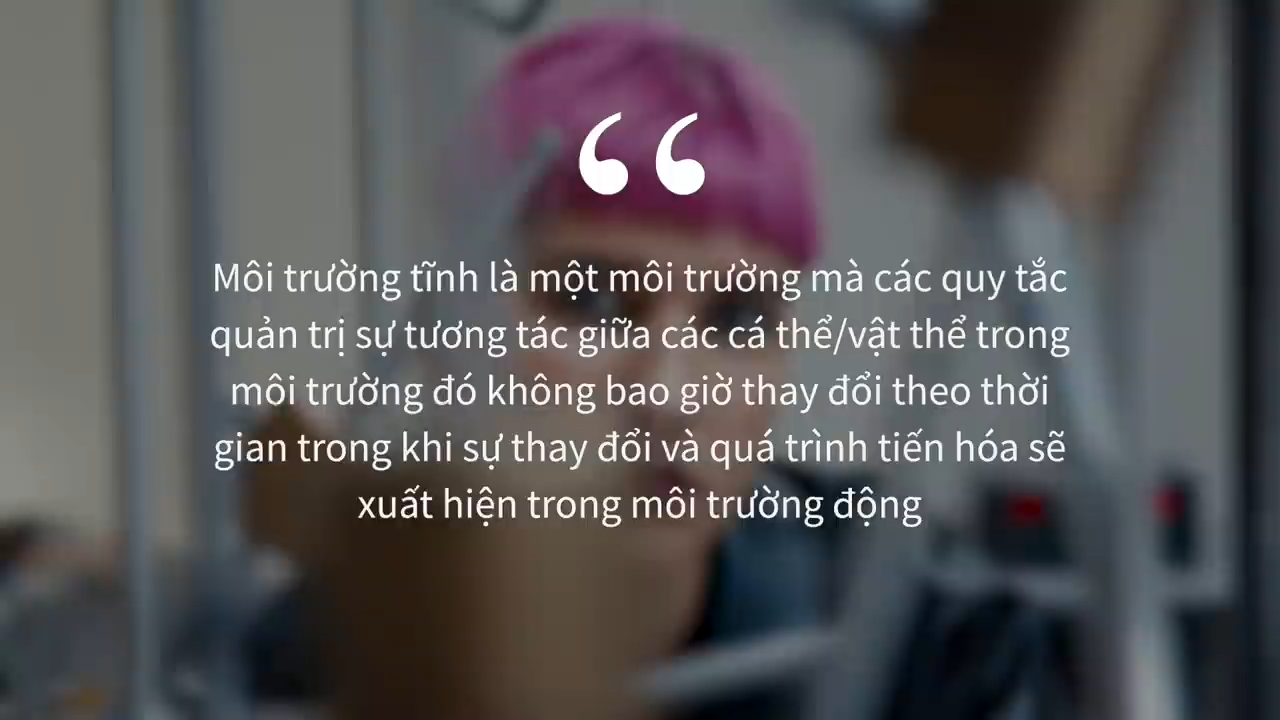 “
Môi trường tĩnh là một môi trường mà các quy tắc
quản trị sự tương tác giữa các cá thể/vật thể trong
môi trường đó không bao giờ thay đổi theo thời
gian trong khi sự thay đổi và quá trình tiến hóa sẽ
xuất hiện trong môi trường động